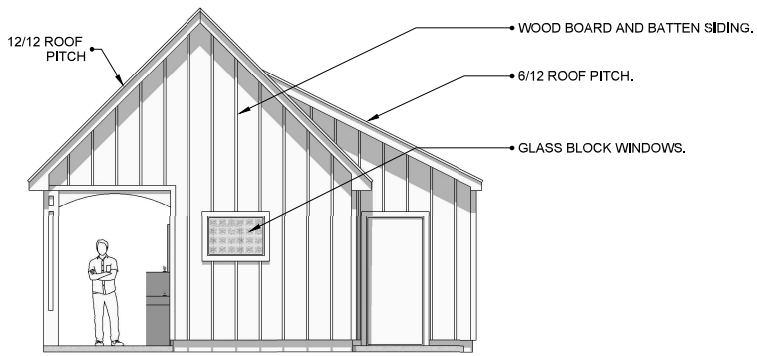 WOOD BOARD AND BATTEN SIDING.
12/12 ROOF
PITCH
6/12 ROOF PITCH.
GLASS BLOCK WINDOWS.